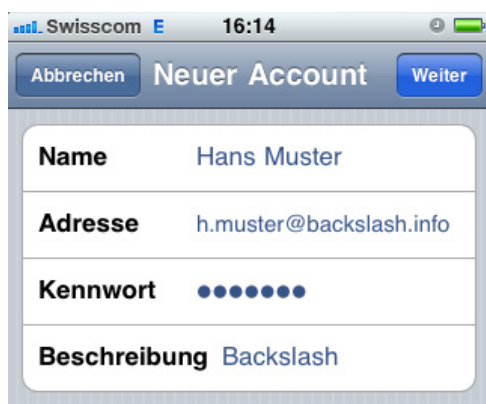 Swisscom E 16:14
Abbrechen Neuer Account Weiter
Name Hans Muster
Adresse h.muster@backslash.info
Kennwort ●●●●●●●
Beschreibung Backslash